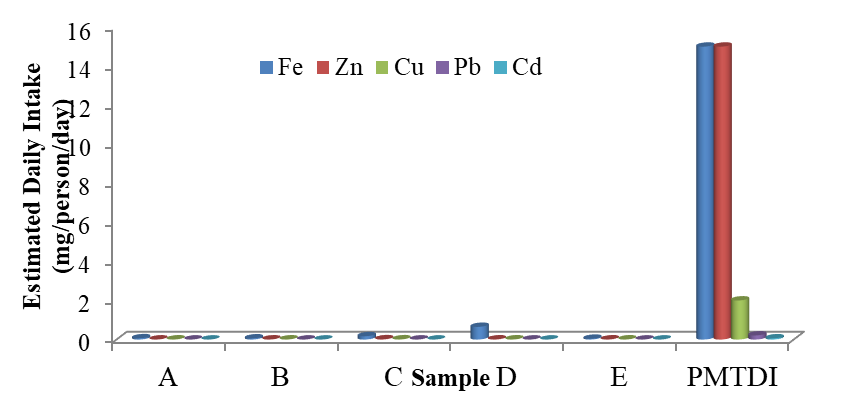 Estimated Daily Intake
(mg/person/day)
16
14
12
10
8
6
4
2
0
Fe Zn Cu Pb Cd
A B C Sample D E PMTDI